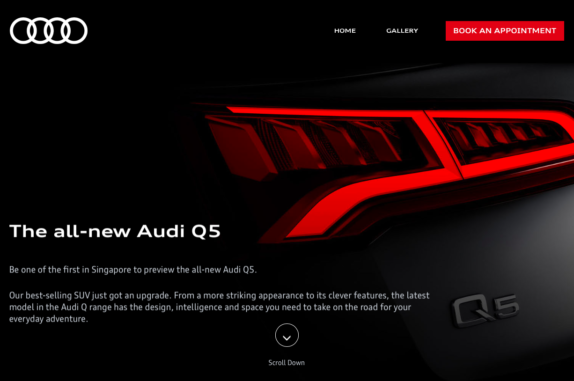 HOME
GALLERY
BOOK AN APPOINTMENT
The all-new Audi Q5
Be one of the first in Singapore to preview the all-new Audi Q5.
Our best-selling SUV just got an upgrade. From a more striking appearance to its clever features, the latest
model in the Audi Q range has the design, intelligence and space you need to take on the road for your
everyday adventure.
Q5
Scroll Down